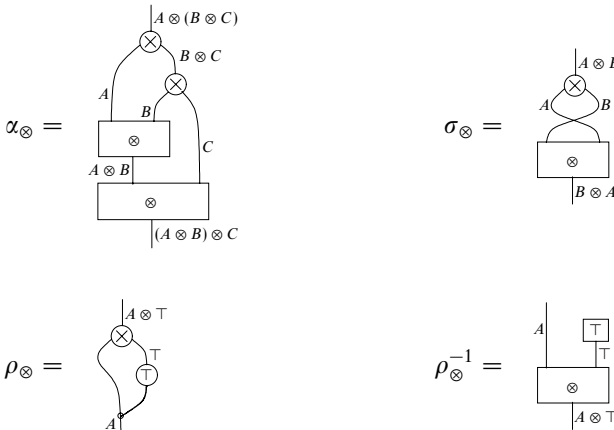 A ⊗ (B ⊗ C)
⊗
B ⊗ C
A
B
⊗
α⊗ =
⊗
C
A ⊗ B
⊗
(A ⊗ B) ⊗ C
A ⊗ B
⊗
A
B
σ⊗ =
⊗
B ⊗ A
A ⊗ ⊤
⊗
⊤
ρ⊗ =
⊤
A
A
⊤
⊤
ρ⊗⁻¹ =
⊗
A ⊗ ⊤